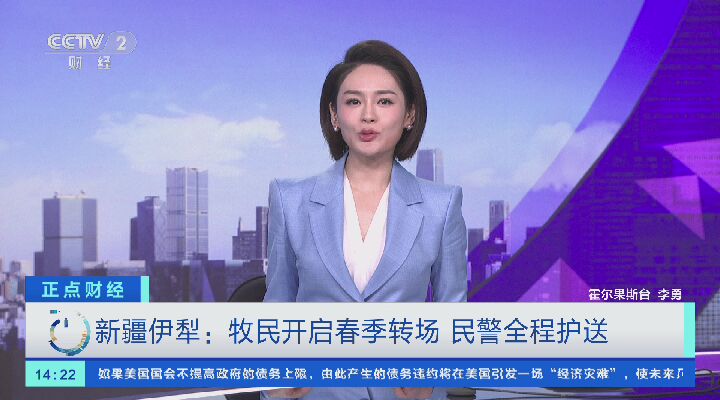 CCTV 2
财经
正点财经
霍尔果斯台 李勇
新疆伊犁：牧民开启春季转场 民警全程护送
14:22 如果美国国会不提高政府的债务上限，由此产生的债务违约将在美国引发一场“经济灾难”，使未来几